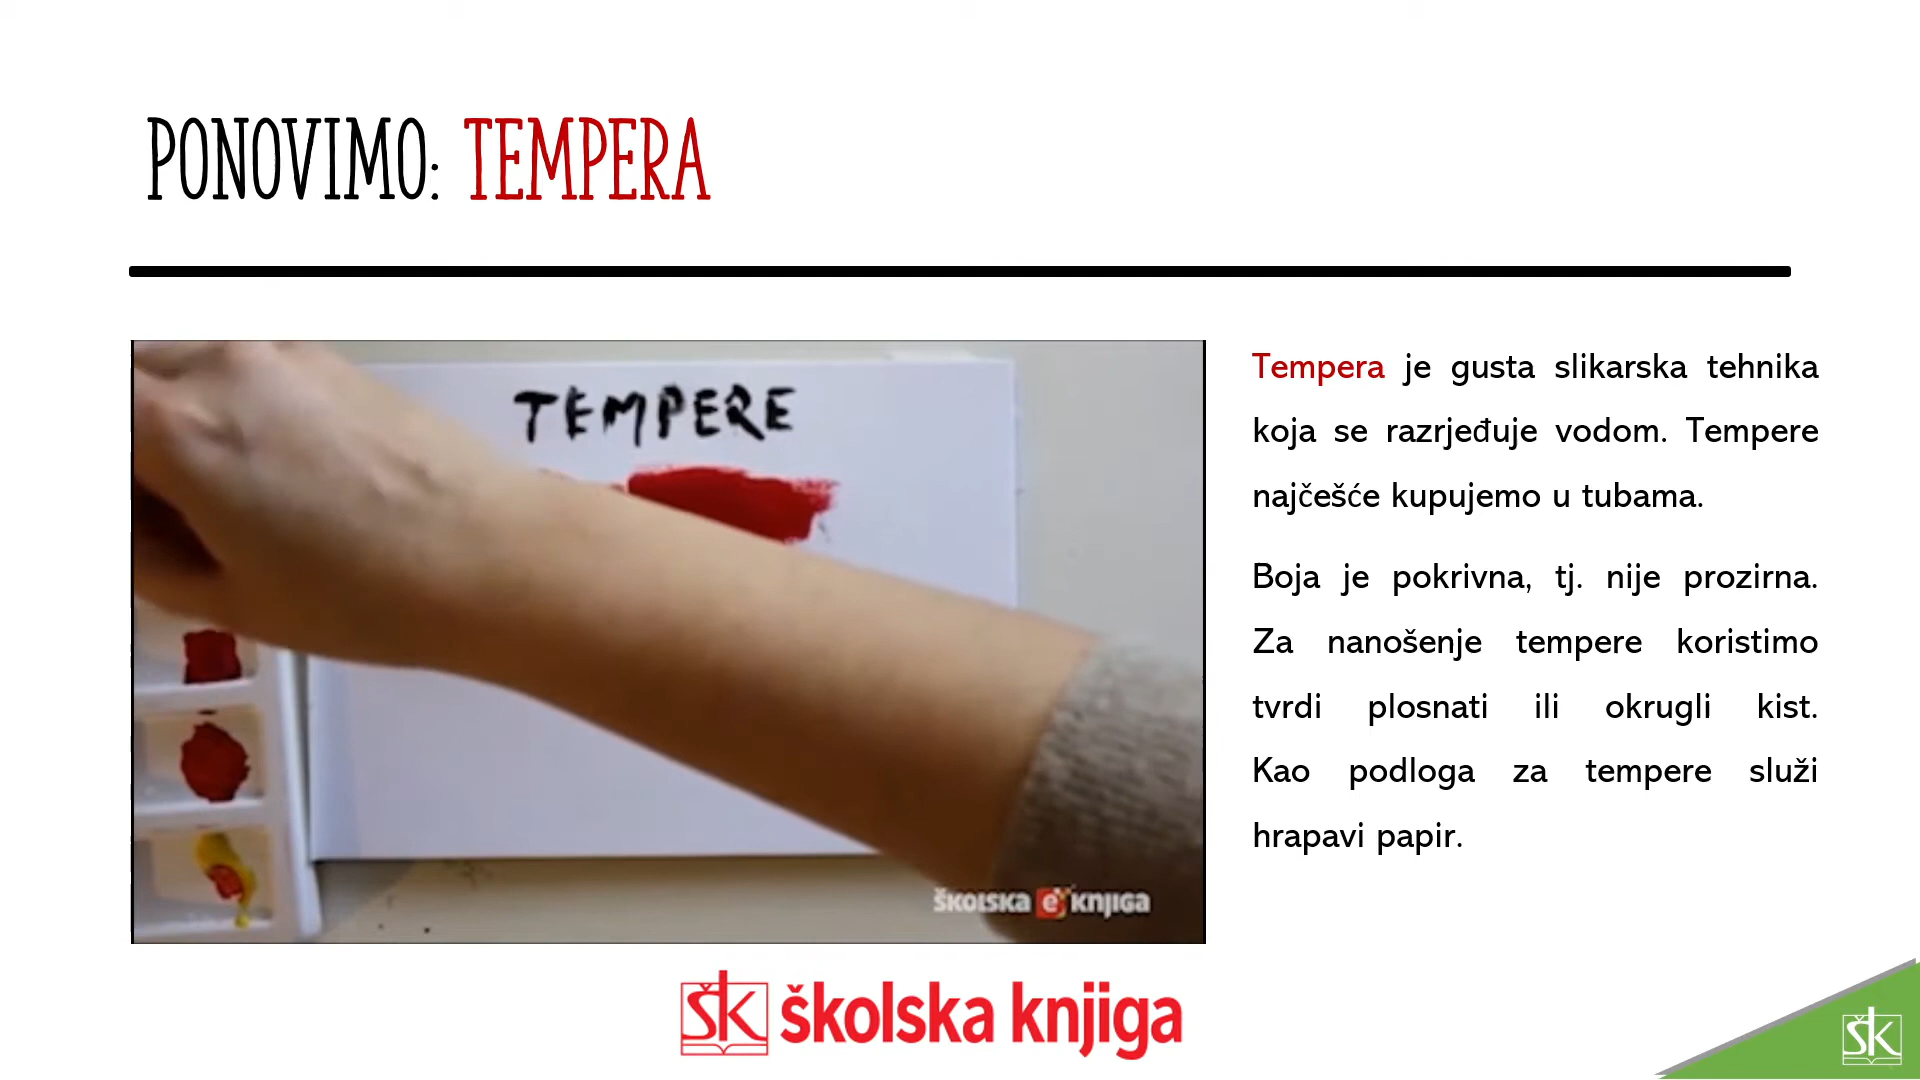 PONOVIMO: TEMPERA
TEMPERE
Tempera je gusta slikarska tehnika
koja se razrjeđuje vodom. Tempere
najčešće kupujemo u tubama.
Boja je pokrivna, tj. nije prozirna.
Za nanošenje tempere koristimo
tvrdi plosnati ili okrugli kist.
Kao podloga za tempere služi
hrapavi papir.
školska e knjiga
ŠK školska knjiga
ŠK